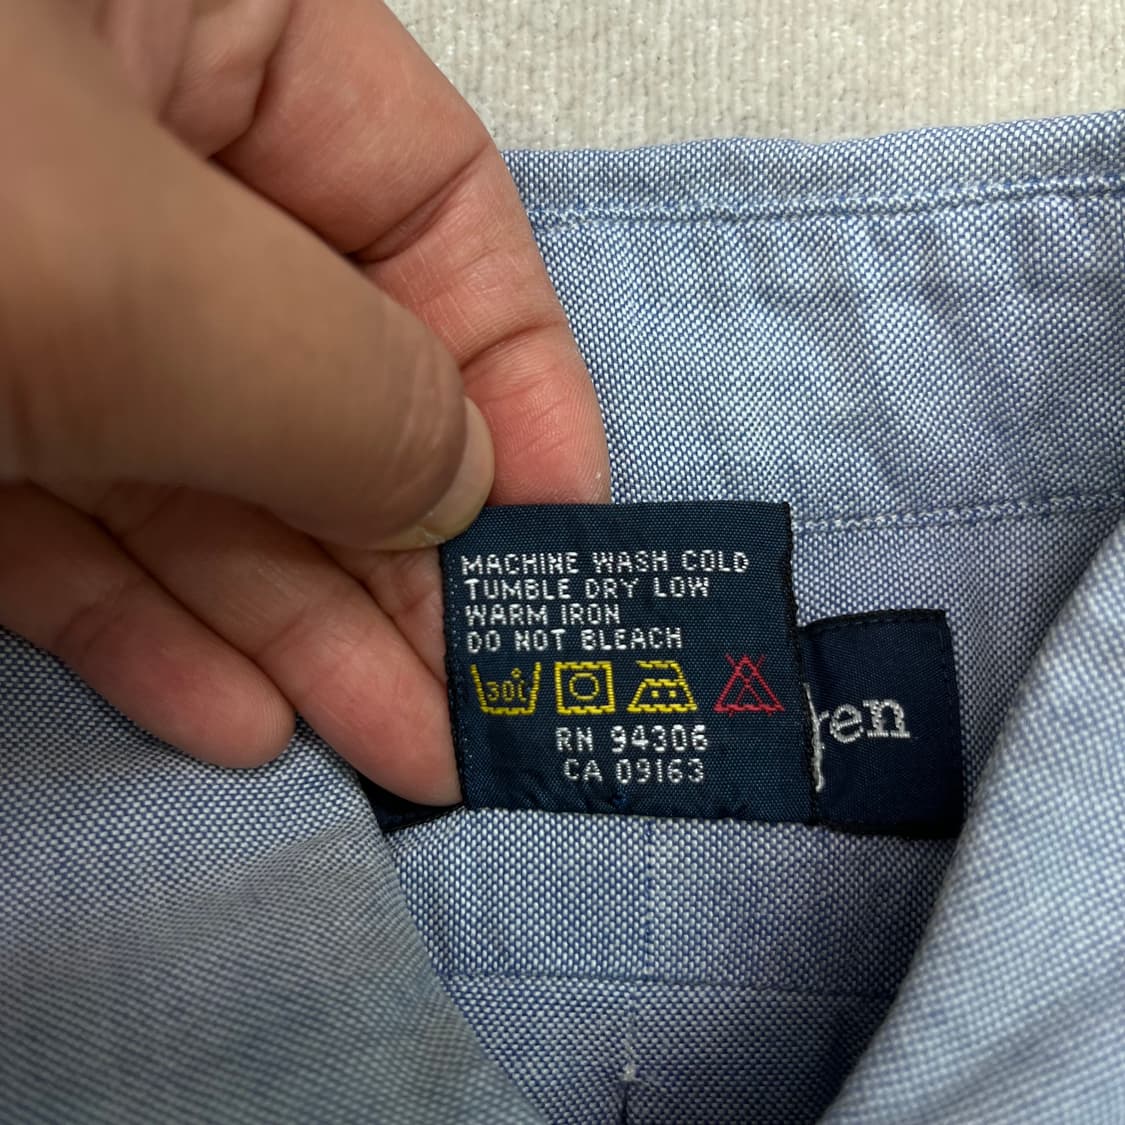 MACHINE WASH COLD
TUMBLE DRY LOW
WARM IRON
DO NOT BLEACH
30°C
RN 94306
CA 09163
ren